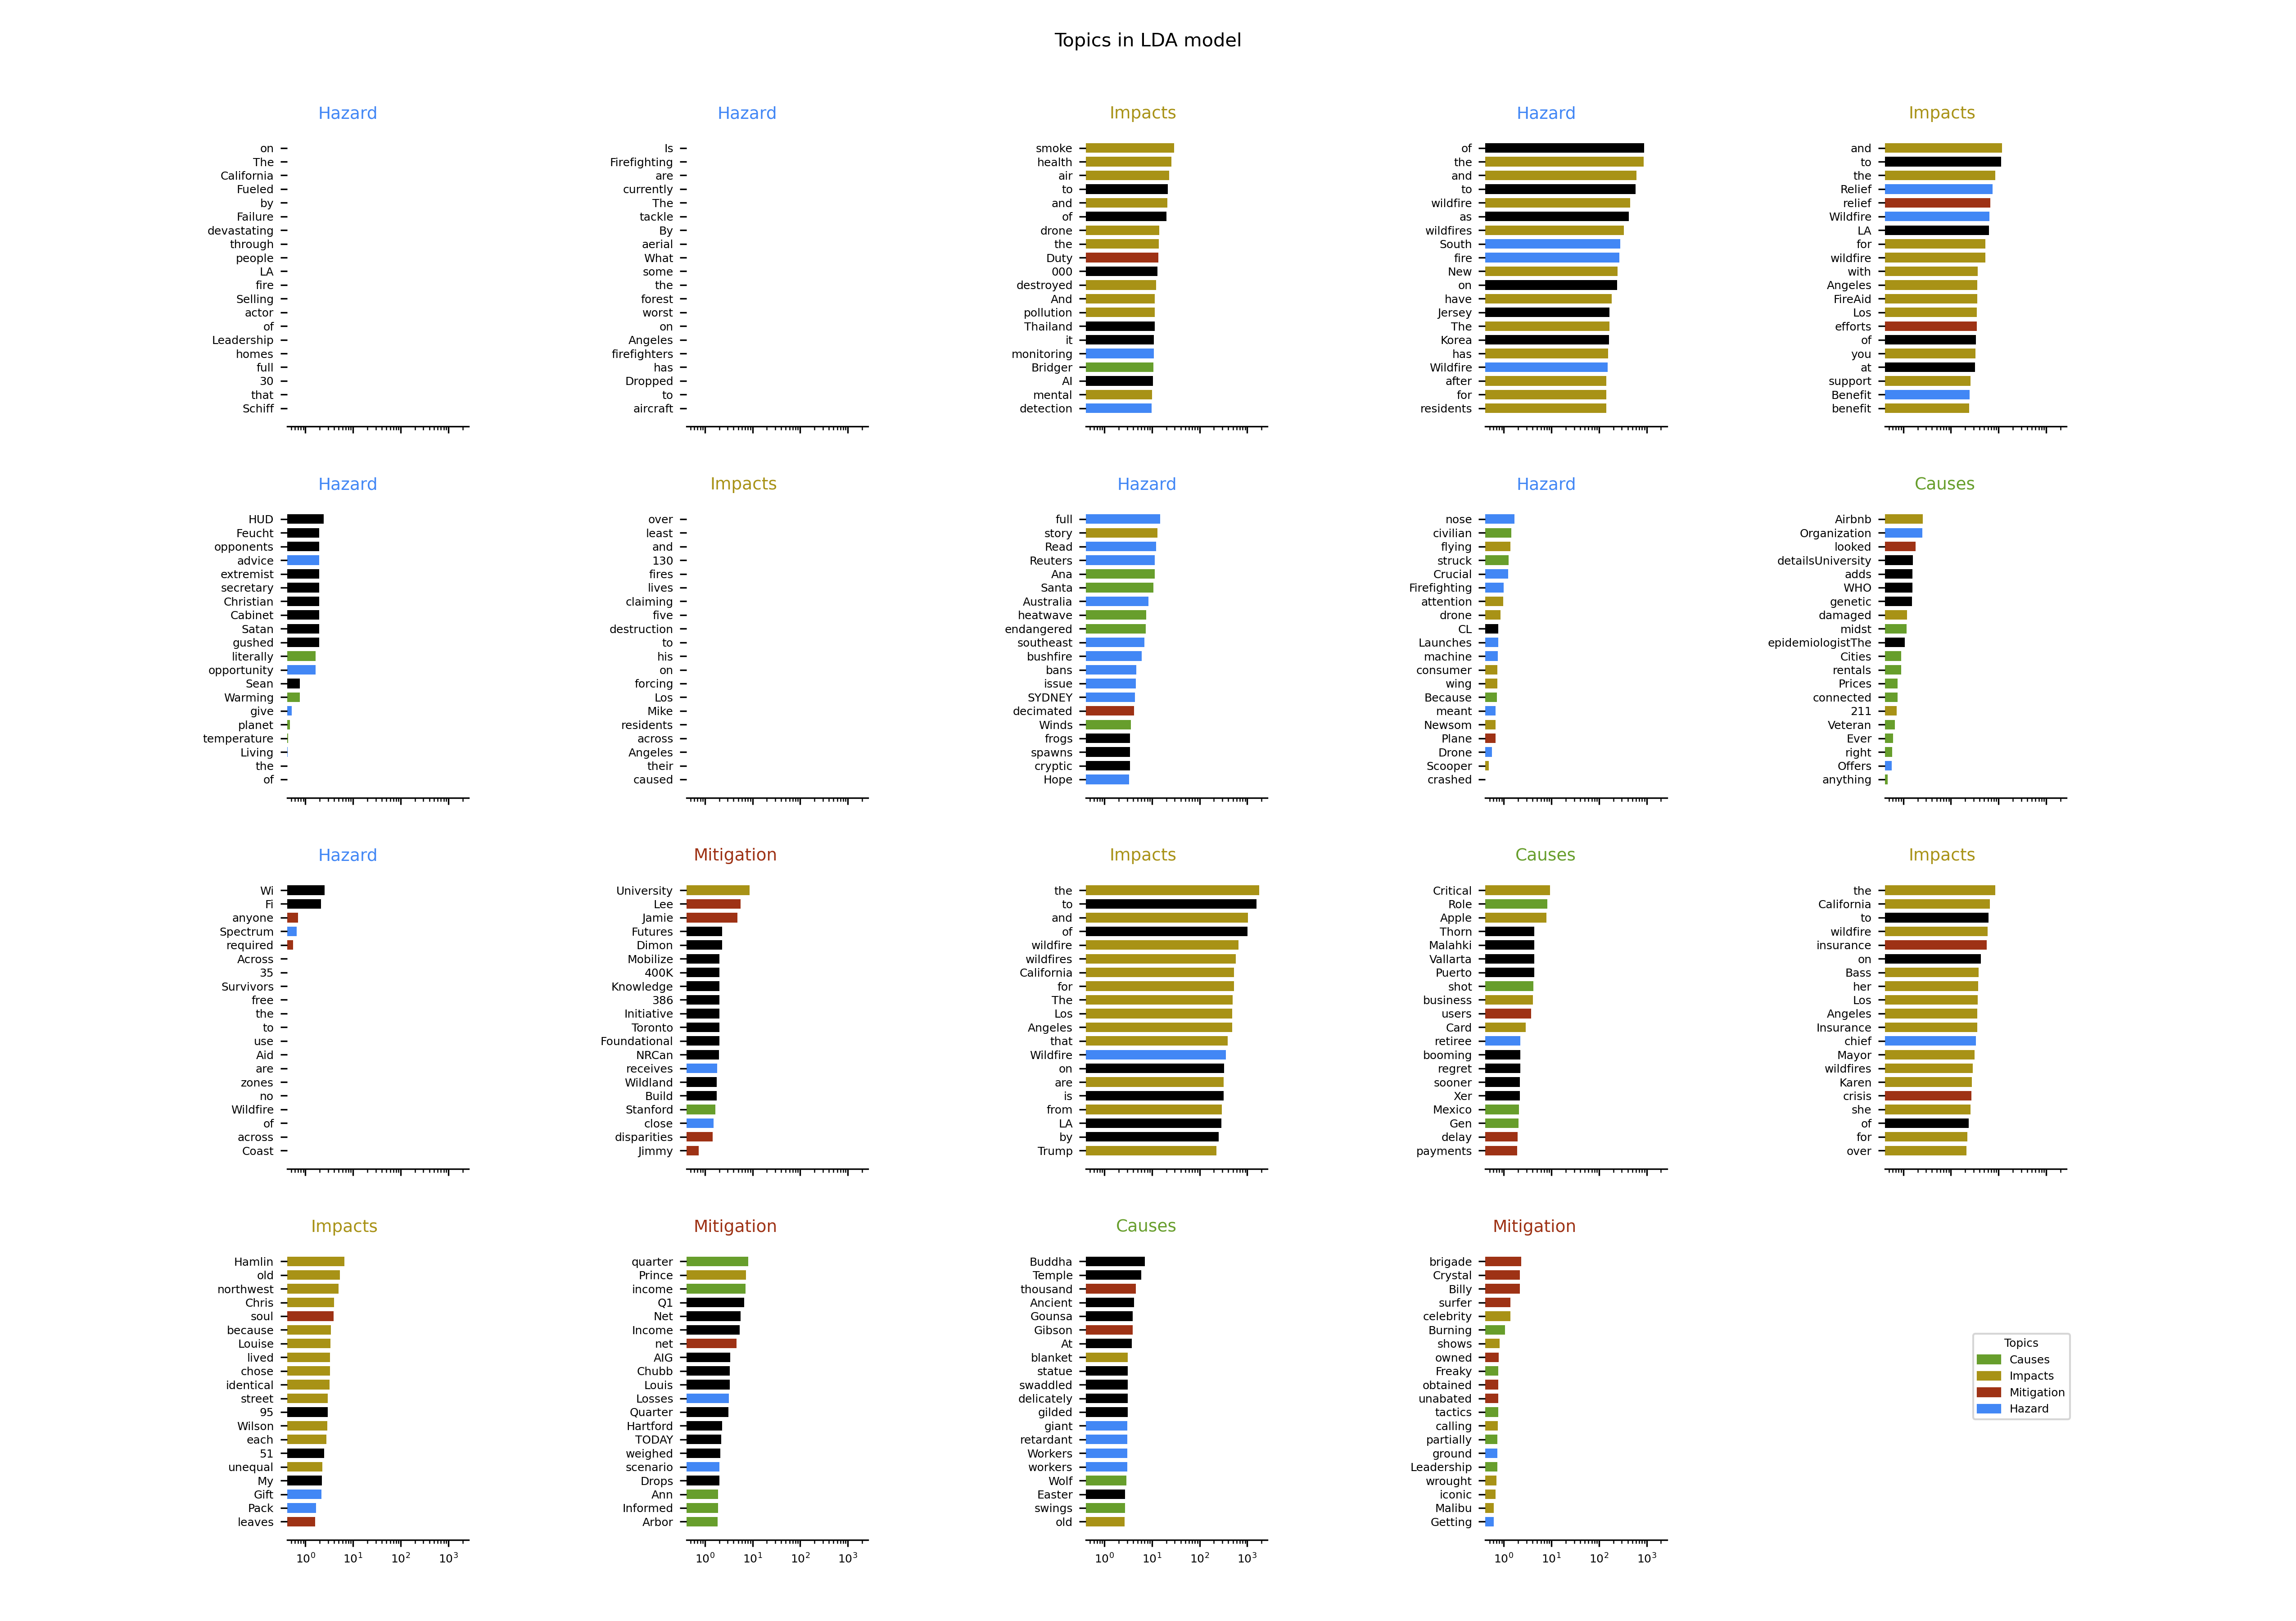 Topics in LDA model
Hazard
on
The
California
Fueled
by
Failure
devastating
through
people
LA
fire
Selling
actor
of
Leadership
homes
full
30
that
Schiff
Hazard
Is
Firefighting
are
currently
The
tackle
By
aerial
What
some
the
forest
worst
on
Angeles
firefighters
has
Dropped
to
aircraft
Impacts
smoke
health
air
to
and
of
drone
the
Duty
000
destroyed
And
pollution
Thailand
it
monitoring
Bridger
AI
mental
detection
Hazard
of
the
and
to
wildfire
as
wildfires
South
fire
New
on
have
Jersey
The
Korea
has
Wildfire
after
for
residents
Impacts
and
to
the
Relief
relief
Wildfire
LA
for
wildfire
with
Angeles
FireAid
Los
efforts
of
you
at
support
Benefit
benefit
Hazard
HUD
Feucht
opponents
advice
extremist
secretary
Christian
Cabinet
Satan
gushed
literally
opportunity
Sean
Warming
give
planet
temperature
Living
the
of
Impacts
over
least
and
130
fires
lives
claiming
five
destruction
to
his
on
forcing
Los
Mike
residents
across
Angeles
their
caused
Hazard
full
story
Read
Reuters
Ana
Santa
Australia
heatwave
endangered
southeast
bushfire
bans
issue
SYDNEY
decimated
Winds
frogs
spawns
cryptic
Hope
Hazard
nose
civilian
flying
struck
Crucial
Firefighting
attention
drone
CL
Launches
machine
consumer
wing
Because
meant
Newsom
Plane
Drone
Scooper
crashed
Causes
Airbnb
Organization
looked
detailsUniversity
adds
WHO
genetic
damaged
midst
epidemiologistThe
Cities
rentals
Prices
connected
211
Veteran
Ever
right
Offers
anything
Hazard
Wi
Fi
anyone
Spectrum
required
Across
35
Survivors
free
the
to
use
Aid
are
zones
no
Wildfire
of
across
Coast
Mitigation
University
Lee
Jamie
Futures
Dimon
Mobilize
400K
Knowledge
386
Initiative
Toronto
Foundational
NRCan
receives
Wildland
Build
Stanford
close
disparities
Jimmy
Impacts
the
to
and
of
wildfire
wildfires
California
for
The
Los
Angeles
that
Wildfire
on
are
is
from
LA
by
Trump
Causes
Critical
Role
Apple
Thorn
Malahki
Vallarta
Puerto
shot
business
users
Card
retiree
booming
regret
sooner
Xer
Mexico
Gen
delay
payments
Impacts
the
California
to
wildfire
insurance
on
Bass
her
Los
Angeles
Insurance
chief
Mayor
wildfires
Karen
crisis
she
of
for
over
Impacts
Hamlin
old
northwest
Chris
soul
because
Louise
lived
chose
identical
street
95
Wilson
each
51
unequal
My
Gift
Pack
leaves
10⁰ 10¹ 10² 10³
Mitigation
quarter
Prince
income
Q1
Net
Income
net
AIG
Chubb
Louis
Losses
Quarter
Hartford
TODAY
weighed
scenario
Drops
Ann
Informed
Arbor
10⁰ 10¹ 10² 10³
Causes
Buddha
Temple
thousand
Ancient
Gounsa
Gibson
At
blanket
statue
swaddled
delicately
gilded
giant
retardant
Workers
workers
Wolf
Easter
swings
old
10⁰ 10¹ 10² 10³
Mitigation
brigade
Crystal
Billy
surfer
celebrity
Burning
shows
owned
Freaky
obtained
unabated
tactics
calling
partially
ground
Leadership
wrought
iconic
Malibu
Getting
10⁰ 10¹ 10² 10³
Topics
Causes
Impacts
Mitigation
Hazard